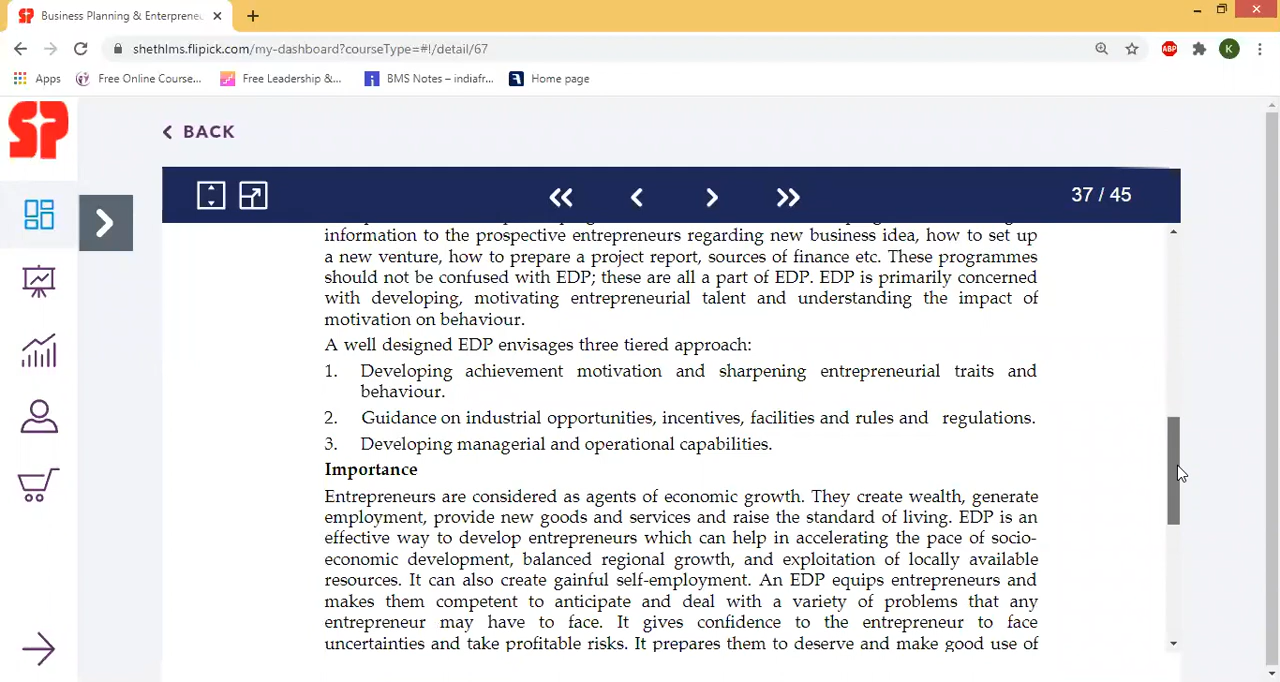 Business Planning & Enterprene
shethlms.flipick.com/my-dashboard?courseType=#!/detail/67
ABP
K
Apps
Free Online Course...
Free Leadership &...
BMS Notes – indiafr...
Home page
SP
BACK
37 / 45
information to the prospective entrepreneurs regarding new business idea, how to set up
a new venture, how to prepare a project report, sources of finance etc. These programmes
should not be confused with EDP; these are all a part of EDP. EDP is primarily concerned
with developing, motivating entrepreneurial talent and understanding the impact of
motivation on behaviour.
A well designed EDP envisages three tiered approach:
1. Developing achievement motivation and sharpening entrepreneurial traits and
behaviour.
2. Guidance on industrial opportunities, incentives, facilities and rules and regulations.
3. Developing managerial and operational capabilities.
Importance
Entrepreneurs are considered as agents of economic growth. They create wealth, generate
employment, provide new goods and services and raise the standard of living. EDP is an
effective way to develop entrepreneurs which can help in accelerating the pace of socio-
economic development, balanced regional growth, and exploitation of locally available
resources. It can also create gainful self-employment. An EDP equips entrepreneurs and
makes them competent to anticipate and deal with a variety of problems that any
entrepreneur may have to face. It gives confidence to the entrepreneur to face
uncertainties and take profitable risks. It prepares them to deserve and make good use of